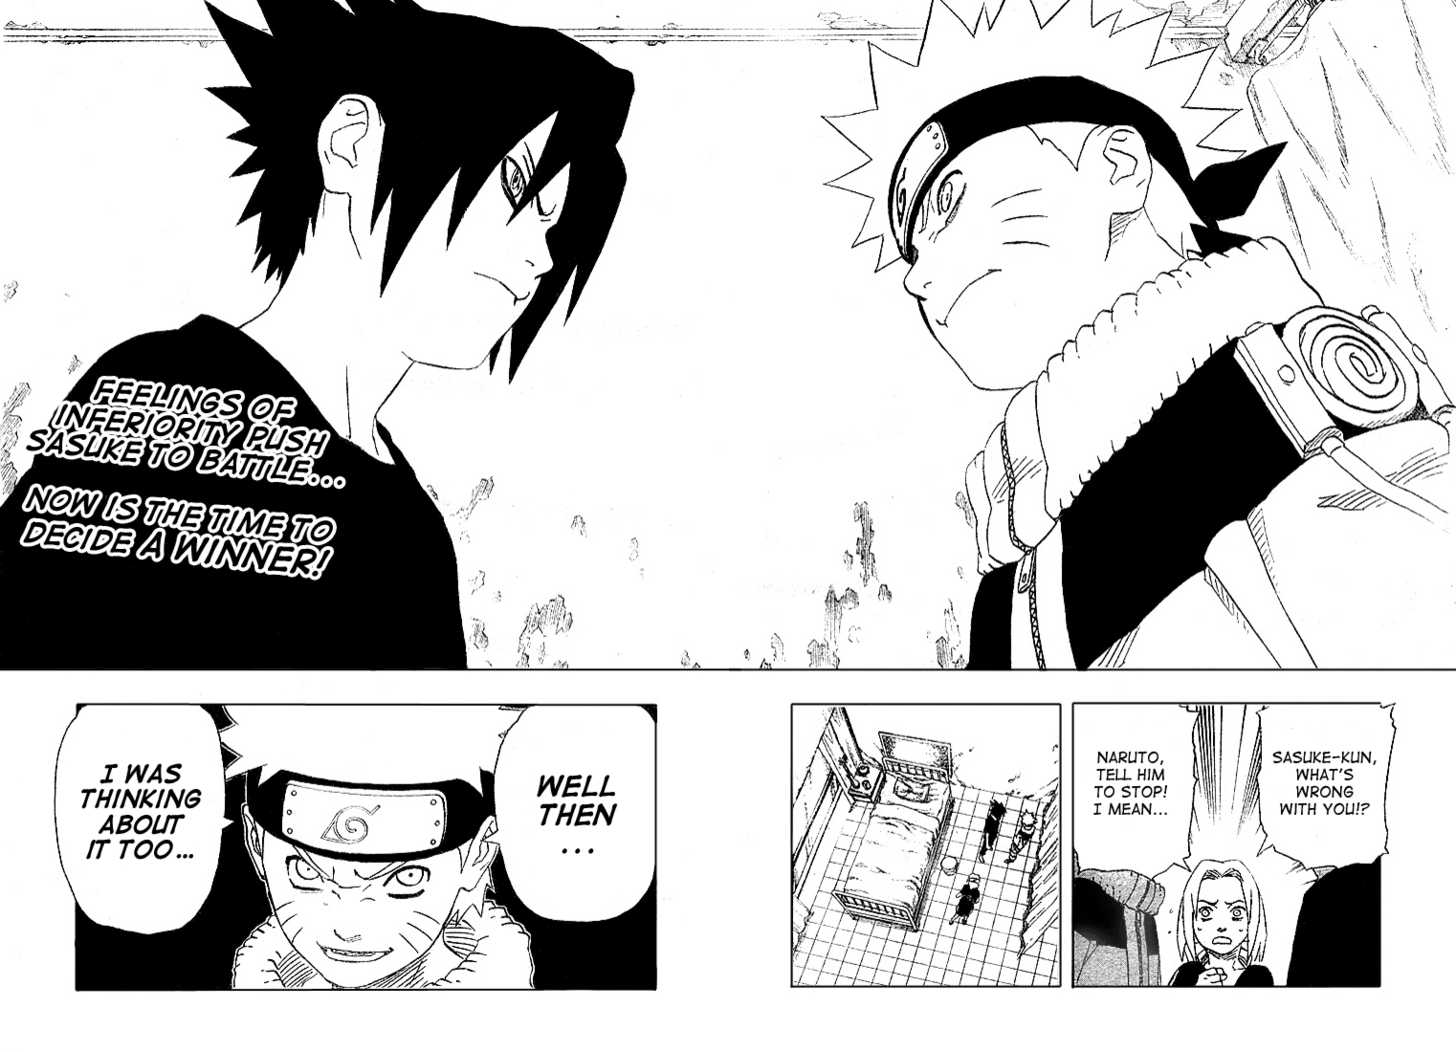 FEELINGS OF
INFERIORITY PUSH
SASUKE TO BATTLE...
NOW IS THE TIME TO
DECIDE A WINNER!
SASUKE-KUN,
WHAT'S
WRONG
WITH YOU!?
NARUTO,
TELL HIM
TO STOP!
I MEAN...
WELL
THEN
...
I WAS
THINKING
ABOUT
IT TOO...